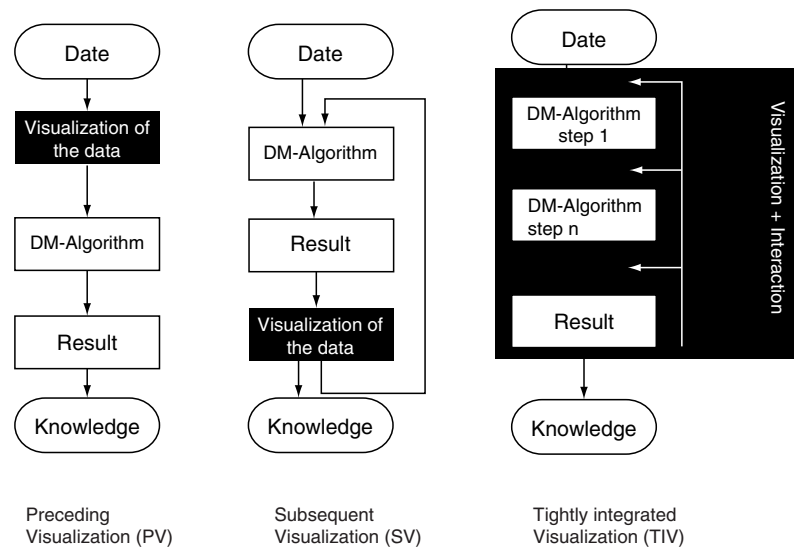 Date
Visualization of
the data
DM-Algorithm
Result
Knowledge
Preceding
Visualization (PV)
Date
DM-Algorithm
Result
Visualization of
the data
Knowledge
Subsequent
Visualization (SV)
Date
DM-Algorithm
step 1
DM-Algorithm
step n
Result
Visualization + Interaction
Knowledge
Tightly integrated
Visualization (TIV)